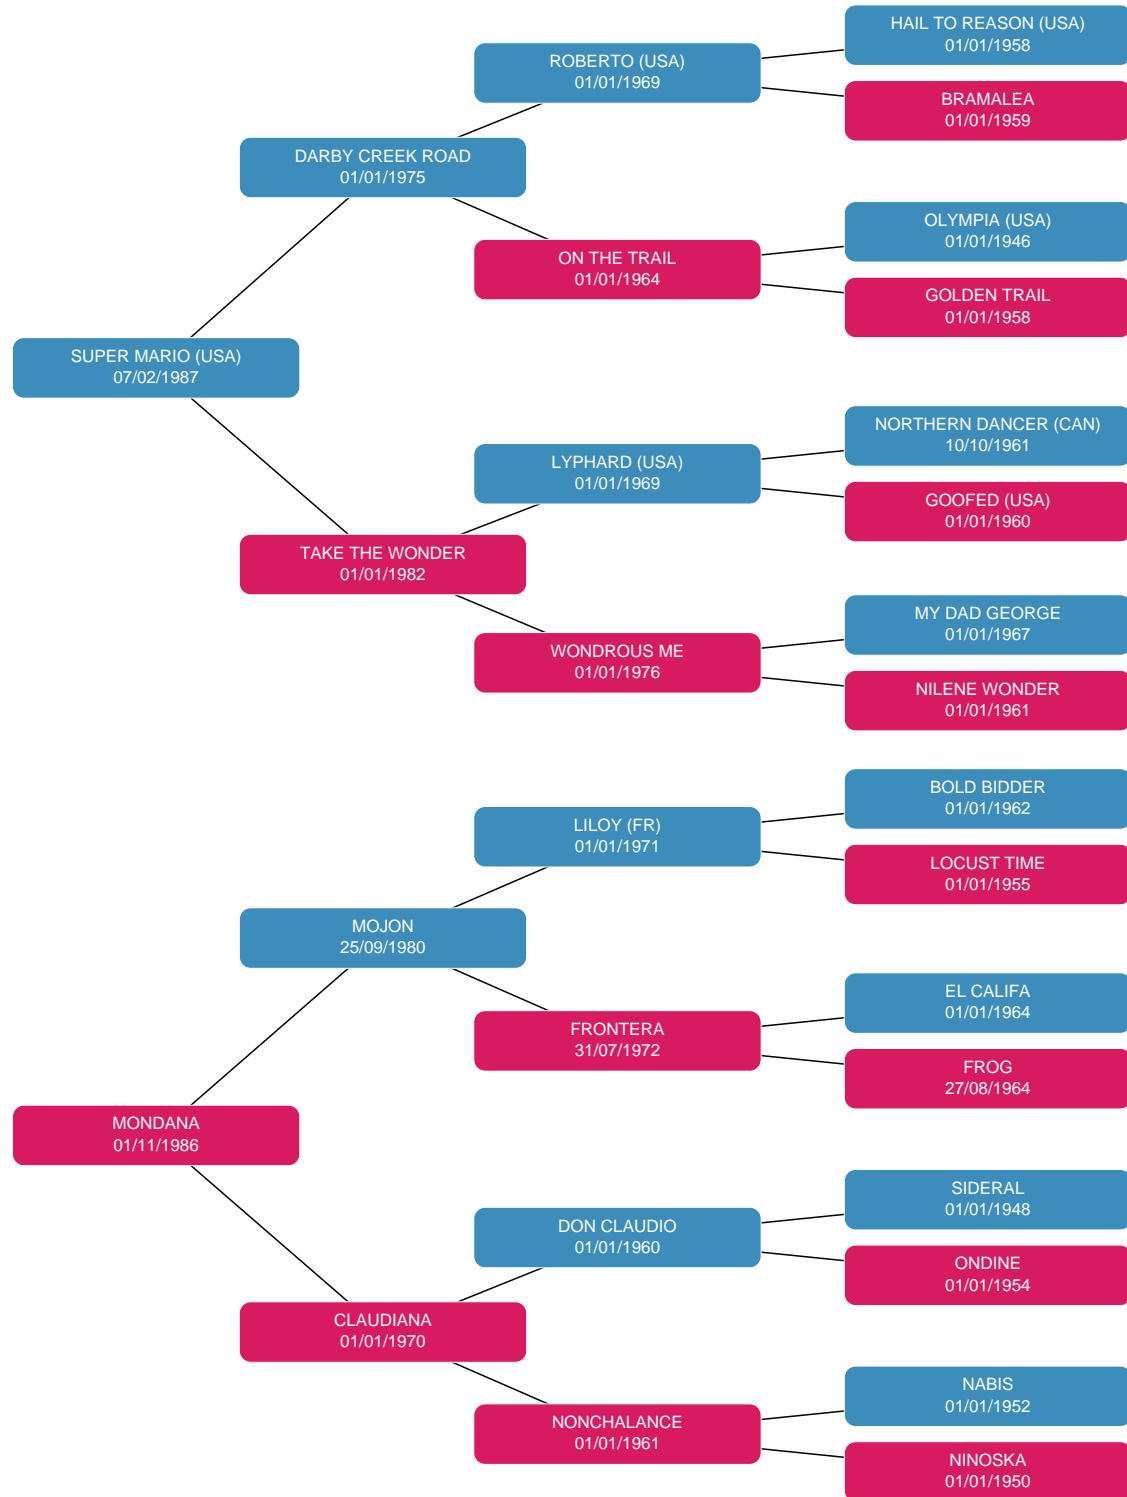 HAIL TO REASON (USA)
01/01/1958
ROBERTO (USA)
01/01/1969
BRAMALEA
01/01/1959
DARBY CREEK ROAD
01/01/1975
OLYMPIA (USA)
01/01/1946
ON THE TRAIL
01/01/1964
GOLDEN TRAIL
01/01/1958
SUPER MARIO (USA)
07/02/1987
NORTHERN DANCER (CAN)
10/10/1961
LYPHARD (USA)
01/01/1969
GOOFED (USA)
01/01/1960
TAKE THE WONDER
01/01/1982
MY DAD GEORGE
01/01/1967
WONDROUS ME
01/01/1976
NILENE WONDER
01/01/1961
BOLD BIDDER
01/01/1962
LILOY (FR)
01/01/1971
LOCUST TIME
01/01/1955
MOJON
25/09/1980
EL CALIFA
01/01/1964
FRONTERA
31/07/1972
FROG
27/08/1964
MONDANA
01/11/1986
SIDERAL
01/01/1948
DON CLAUDIO
01/01/1960
ONDINE
01/01/1954
CLAUDIANA
01/01/1970
NABIS
01/01/1952
NONCHALANCE
01/01/1961
NINOSKA
01/01/1950